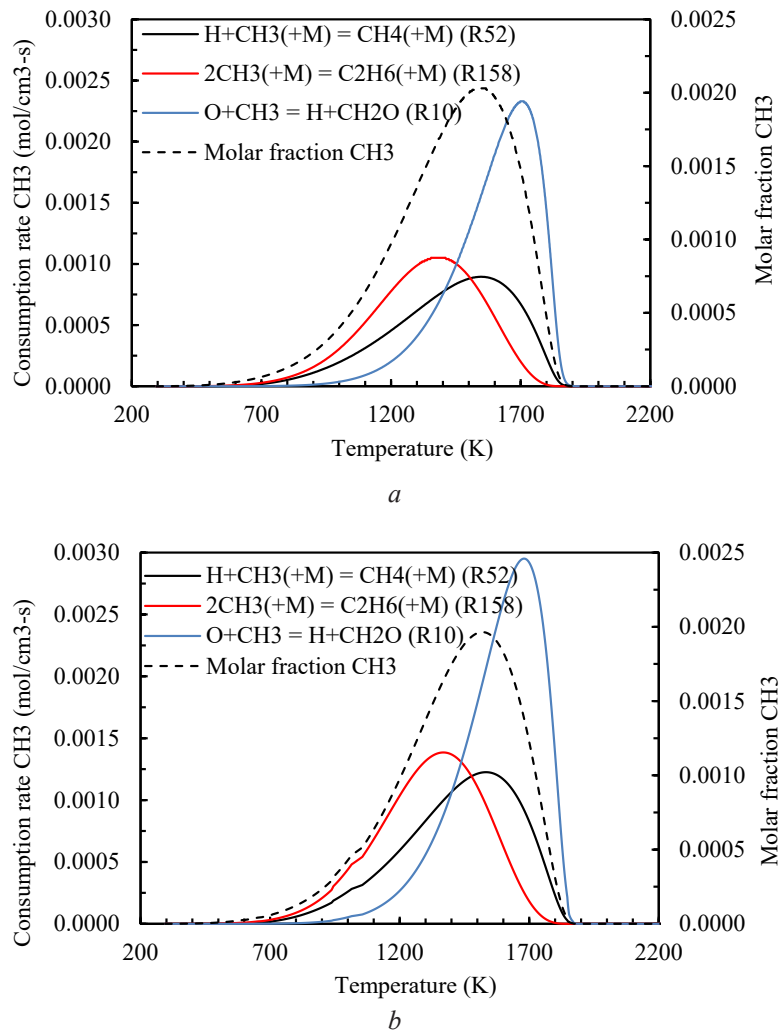 0.0030
0.0025
0.0020
0.0015
0.0010
0.0005
0.0000
Consumption rate CH3 (mol/cm3-s)
H+CH3(+M) = CH4(+M) (R52)
2CH3(+M) = C2H6(+M) (R158)
O+CH3 = H+CH2O (R10)
Molar fraction CH3
0.0025
0.0020
0.0015
0.0010
0.0005
0.0000
Molar fraction CH3
200 700 1200 1700 2200
Temperature (K)
a
0.0030
0.0025
0.0020
0.0015
0.0010
0.0005
0.0000
Consumption rate CH3 (mol/cm3-s)
H+CH3(+M) = CH4(+M) (R52)
2CH3(+M) = C2H6(+M) (R158)
O+CH3 = H+CH2O (R10)
Molar fraction CH3
0.0025
0.0020
0.0015
0.0010
0.0005
0.0000
Molar fraction CH3
200 700 1200 1700 2200
Temperature (K)
b